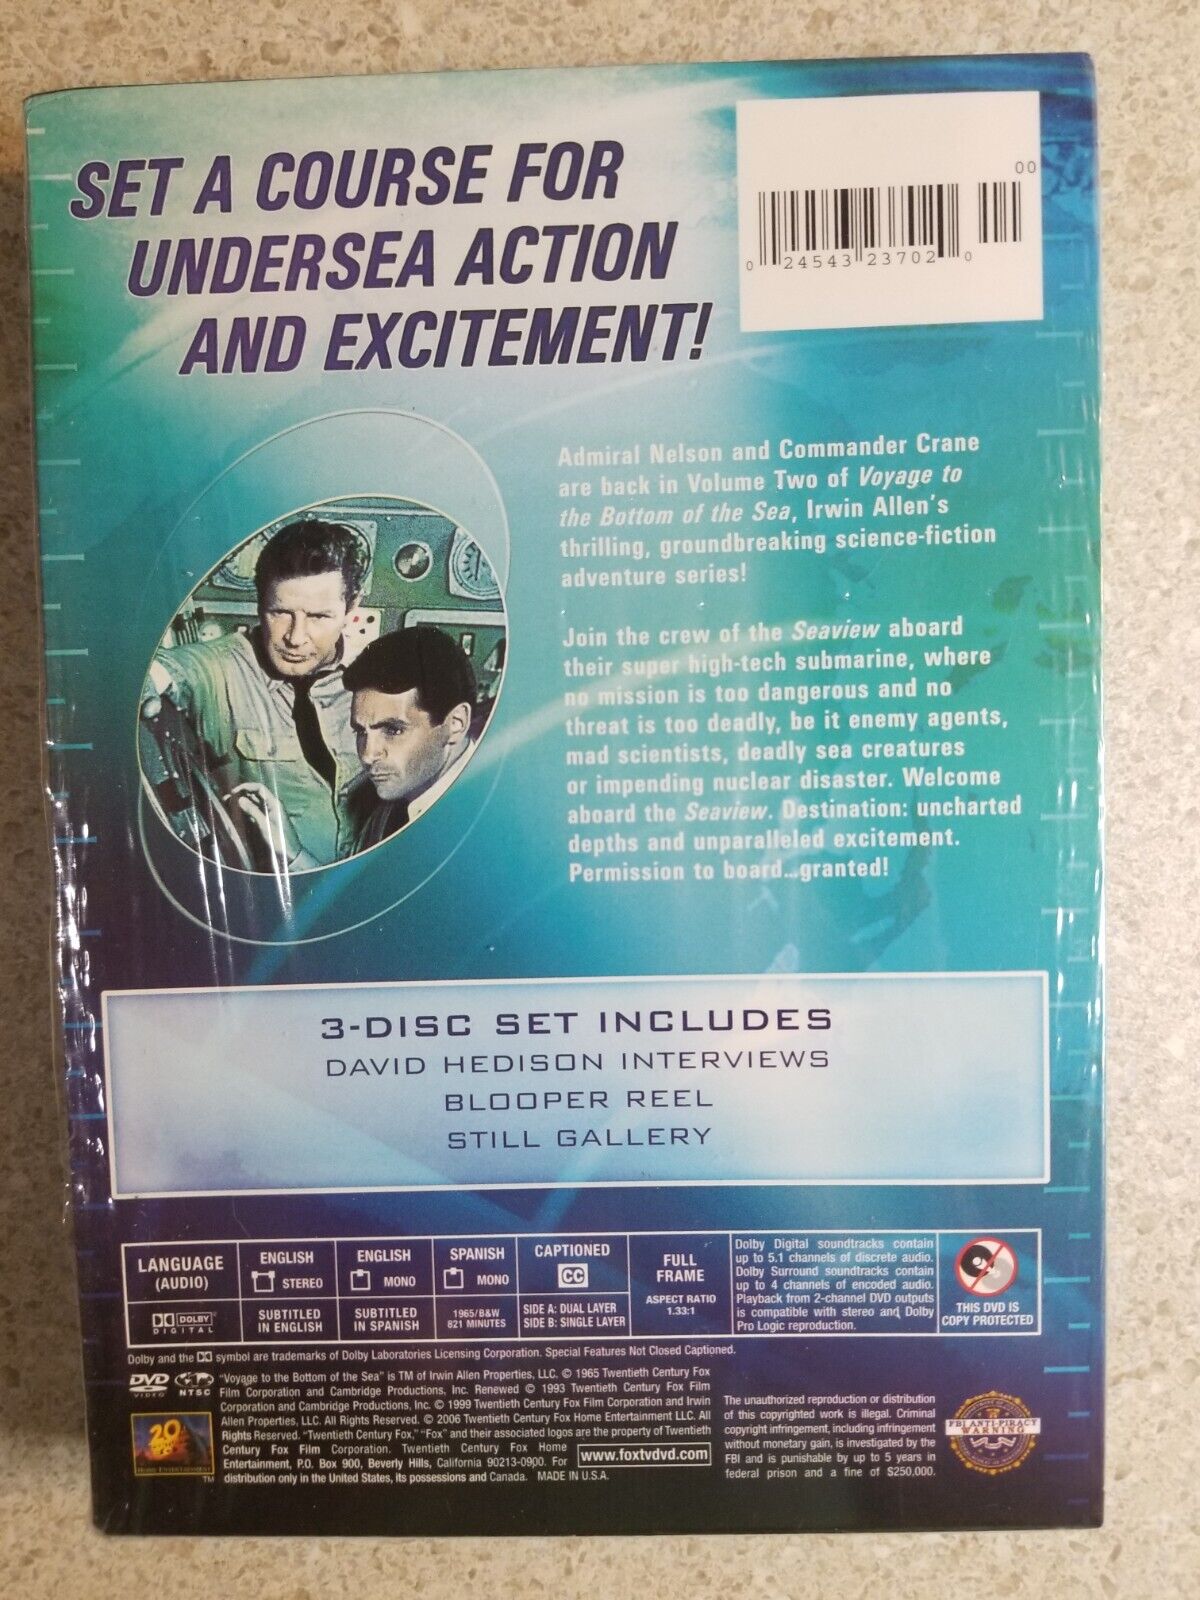 SET A COURSE FOR
UNDERSEA ACTION
AND EXCITEMENT!
00
0 24543 23702 0
Admiral Nelson and Commander Crane
are back in Volume Two of Voyage to
the Bottom of the Sea, Irwin Allen's
thrilling, groundbreaking science-fiction
adventure series!
Join the crew of the Seaview aboard
their super high-tech submarine, where
no mission is too dangerous and no
threat is too deadly, be it enemy agents,
mad scientists, deadly sea creatures
or impending nuclear disaster. Welcome
aboard the Seaview. Destination: uncharted
depths and unparalleled excitement.
Permission to board...granted!
3-DISC SET INCLUDES
DAVID HEDISON INTERVIEWS
BLOOPER REEL
STILL GALLERY
LANGUAGE
(AUDIO)
ENGLISH
STEREO
ENGLISH
MONO
SPANISH
MONO
CAPTIONED
CC
FULL
FRAME
ASPECT RATIO
1.33:1
DOLBY
DIGITAL
SUBTITLED
IN ENGLISH
SUBTITLED
IN SPANISH
1965/B&W
821 MINUTES
SIDE A: DUAL LAYER
SIDE B: SINGLE LAYER
Dolby Digital soundtracks contain
up to 5.1 channels of discrete audio.
Dolby Surround soundtracks contain
up to 4 channels of encoded audio.
Playback from 2-channel DVD outputs
is compatible with stereo and Dolby
Pro Logic reproduction.
THIS DVD IS
COPY PROTECTED
Dolby and the DD symbol are trademarks of Dolby Laboratories Licensing Corporation. Special Features Not Closed Captioned.
DVD
VIDEO
NTSC
"Voyage to the Bottom of the Sea" is TM of Irwin Allen Properties, LLC. © 1965 Twentieth Century Fox
Film Corporation and Cambridge Productions, Inc. Renewed © 1993 Twentieth Century Fox Film
Corporation and Cambridge Productions, Inc. © 1999 Twentieth Century Fox Film Corporation and Irwin
Allen Properties, LLC. All Rights Reserved. © 2006 Twentieth Century Fox Home Entertainment LLC. All
Rights Reserved. "Twentieth Century Fox," "Fox" and their associated logos are the property of Twentieth
Century Fox Film Corporation. Twentieth Century Fox Home
Entertainment, P.O. Box 900, Beverly Hills, California 90213-0900. For
distribution only in the United States, its possessions and Canada. MADE IN U.S.A.
www.foxtvdvd.com
20
HOME ENTERTAINMENT
TM
The unauthorized reproduction or distribution
of this copyrighted work is illegal. Criminal
copyright infringement, including infringement
without monetary gain, is investigated by the
FBI and is punishable by up to 5 years in
federal prison and a fine of $250,000.
FBI ANTI-PIRACY
WARNING